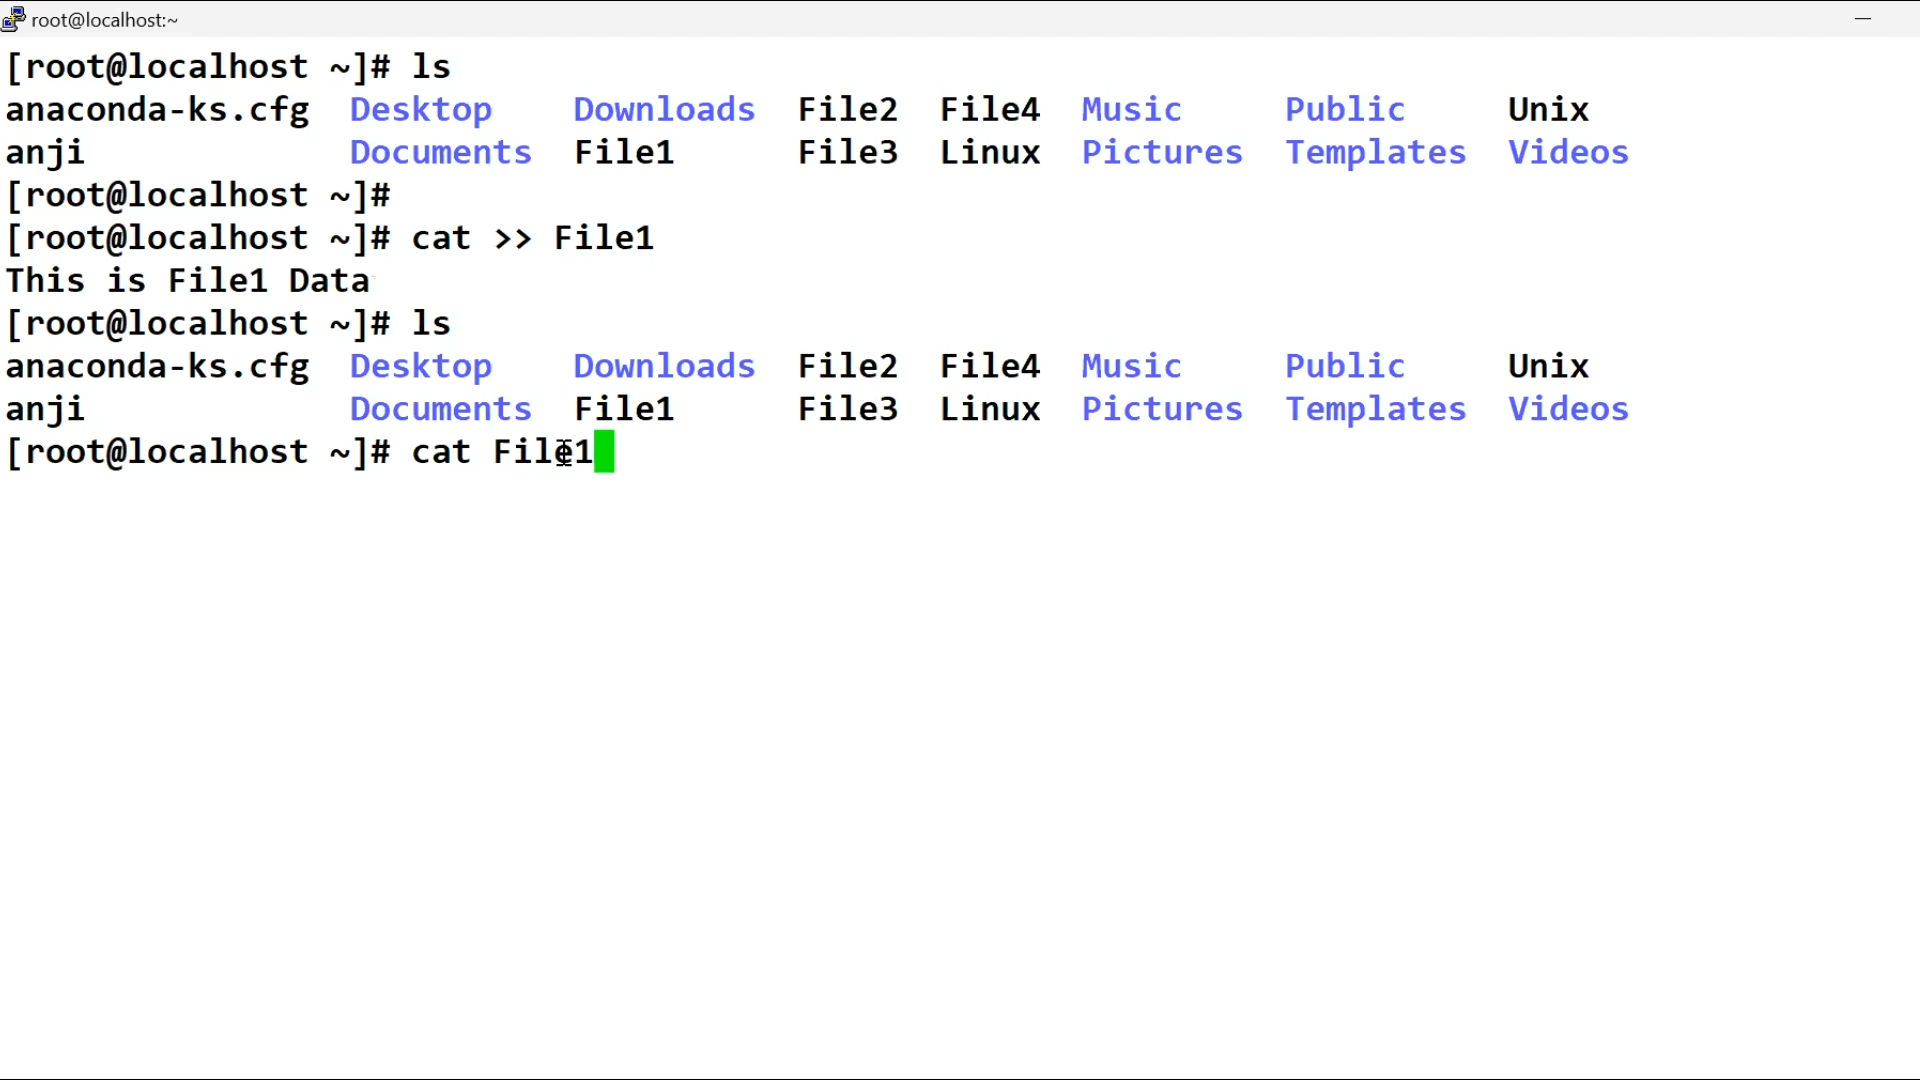 root@localhost:~
[root@localhost ~]# ls
anaconda-ks.cfg  Desktop    Downloads  File2  File4  Music     Public     Unix
anji             Documents  File1      File3  Linux  Pictures  Templates  Videos
[root@localhost ~]#
[root@localhost ~]# cat >> File1
This is File1 Data
[root@localhost ~]# ls
anaconda-ks.cfg  Desktop    Downloads  File2  File4  Music     Public     Unix
anji             Documents  File1      File3  Linux  Pictures  Templates  Videos
[root@localhost ~]# cat File1